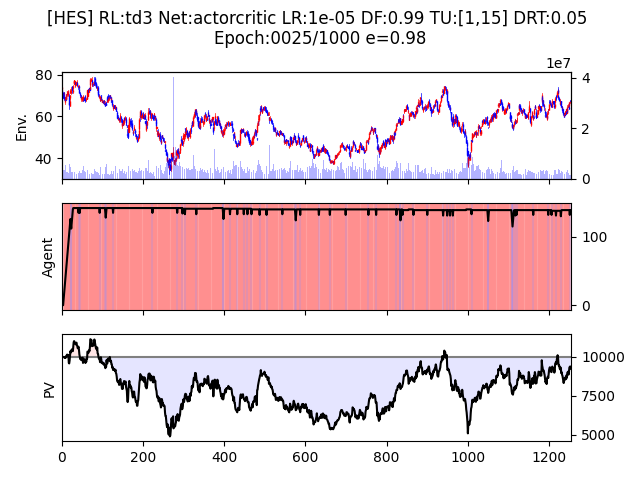 [HES] RL:td3 Net:actorcritic LR:1e-05 DF:0.99 TU:[1,15] DRT:0.05
Epoch:0025/1000 e=0.98
1e7
80
60
40
Env.
4
2
0
Agent
100
0
PV
10000
7500
5000
0 200 400 600 800 1000 1200